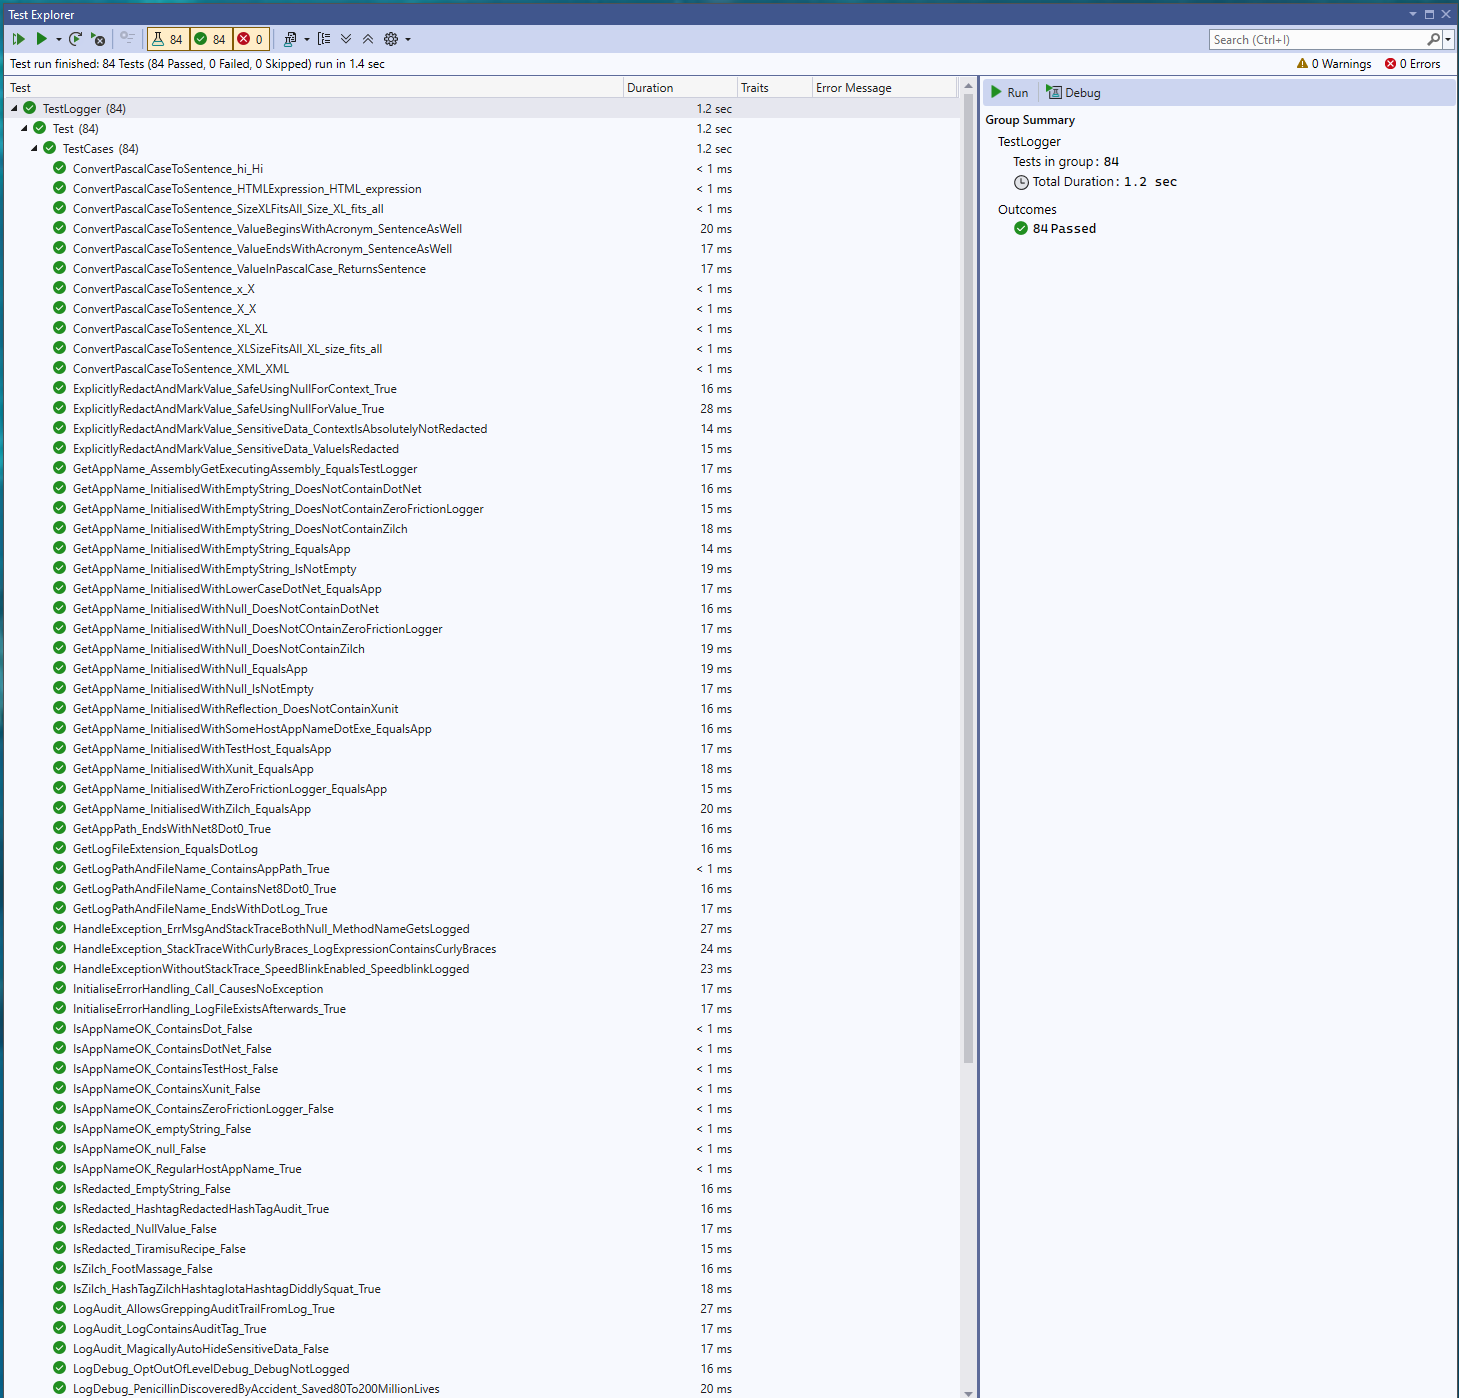 Test Explorer
84 84 0
Search (Ctrl+I)
Test run finished: 84 Tests (84 Passed, 0 Failed, 0 Skipped) run in 1.4 sec
0 Warnings 0 Errors
Test Duration Traits Error Message
TestLogger (84) 1.2 sec
Test (84) 1.2 sec
TestCases (84) 1.2 sec
ConvertPascalCaseToSentence_hi_Hi < 1 ms
ConvertPascalCaseToSentence_HTMLExpression_HTML_expression < 1 ms
ConvertPascalCaseToSentence_SizeXLFitsAll_Size_XL_fits_all < 1 ms
ConvertPascalCaseToSentence_ValueBeginsWithAcronym_SentenceAsWell 20 ms
ConvertPascalCaseToSentence_ValueEndsWithAcronym_SentenceAsWell 17 ms
ConvertPascalCaseToSentence_ValueInPascalCase_ReturnsSentence 17 ms
ConvertPascalCaseToSentence_x_X < 1 ms
ConvertPascalCaseToSentence_X_X < 1 ms
ConvertPascalCaseToSentence_XL_XL < 1 ms
ConvertPascalCaseToSentence_XLSizeFitsAll_XL_size_fits_all < 1 ms
ConvertPascalCaseToSentence_XML_XML < 1 ms
ExplicitlyRedactAndMarkValue_SafeUsingNullForContext_True 16 ms
ExplicitlyRedactAndMarkValue_SafeUsingNullForValue_True 28 ms
ExplicitlyRedactAndMarkValue_SensitiveData_ContextIsAbsolutelyNotRedacted 14 ms
ExplicitlyRedactAndMarkValue_SensitiveData_ValueIsRedacted 15 ms
GetAppName_AssemblyGetExecutingAssembly_EqualsTestLogger 17 ms
GetAppName_InitialisedWithEmptyString_DoesNotContainDotNet 16 ms
GetAppName_InitialisedWithEmptyString_DoesNotContainZeroFrictionLogger 15 ms
GetAppName_InitialisedWithEmptyString_DoesNotContainZilch 18 ms
GetAppName_InitialisedWithEmptyString_EqualsApp 14 ms
GetAppName_InitialisedWithEmptyString_IsNotEmpty 19 ms
GetAppName_InitialisedWithLowerCaseDotNet_EqualsApp 17 ms
GetAppName_InitialisedWithNull_DoesNotContainDotNet 16 ms
GetAppName_InitialisedWithNull_DoesNotCOntainZeroFrictionLogger 17 ms
GetAppName_InitialisedWithNull_DoesNotContainZilch 19 ms
GetAppName_InitialisedWithNull_EqualsApp 19 ms
GetAppName_InitialisedWithNull_IsNotEmpty 17 ms
GetAppName_InitialisedWithReflection_DoesNotContainXunit 16 ms
GetAppName_InitialisedWithSomeHostAppNameDotExe_EqualsApp 16 ms
GetAppName_InitialisedWithTestHost_EqualsApp 17 ms
GetAppName_InitialisedWithXunit_EqualsApp 18 ms
GetAppName_InitialisedWithZeroFrictionLogger_EqualsApp 15 ms
GetAppName_InitialisedWithZilch_EqualsApp 20 ms
GetAppPath_EndsWithNet8Dot0_True 16 ms
GetLogFileExtension_EqualsDotLog 16 ms
GetLogPathAndFileName_ContainsAppPath_True < 1 ms
GetLogPathAndFileName_ContainsNet8Dot0_True 16 ms
GetLogPathAndFileName_EndsWithDotLog_True 17 ms
HandleException_ErrMsgAndStackTraceBothNull_MethodNameGetsLogged 27 ms
HandleException_StackTraceWithCurlyBraces_LogExpressionContainsCurlyBraces 24 ms
HandleExceptionWithoutStackTrace_SpeedBlinkEnabled_SpeedblinkLogged 23 ms
InitialiseErrorHandling_Call_CausesNoException 17 ms
InitialiseErrorHandling_LogFileExistsAfterwards_True 17 ms
IsAppNameOK_ContainsDot_False < 1 ms
IsAppNameOK_ContainsDotNet_False < 1 ms
IsAppNameOK_ContainsTestHost_False < 1 ms
IsAppNameOK_ContainsXunit_False < 1 ms
IsAppNameOK_ContainsZeroFrictionLogger_False < 1 ms
IsAppNameOK_emptyString_False < 1 ms
IsAppNameOK_null_False < 1 ms
IsAppNameOK_RegularHostAppName_True < 1 ms
IsRedacted_EmptyString_False 16 ms
IsRedacted_HashtagRedactedHashTagAudit_True 16 ms
IsRedacted_NullValue_False 17 ms
IsRedacted_TiramisuRecipe_False 15 ms
IsZilch_FootMassage_False 16 ms
IsZilch_HashTagZilchHashtagIotaHashtagDiddlySquat_True 18 ms
LogAudit_AllowsGreppingAuditTrailFromLog_True 27 ms
LogAudit_LogContainsAuditTag_True 17 ms
LogAudit_MagicallyAutoHideSensitiveData_False 17 ms
LogDebug_OptOutOfLevelDebug_DebugNotLogged 16 ms
LogDebug_PenicillinDiscoveredByAccident_Saved80To200MillionLives 20 ms
Run Debug
Group Summary
TestLogger
Tests in group: 84
Total Duration: 1.2 sec
Outcomes
84 Passed